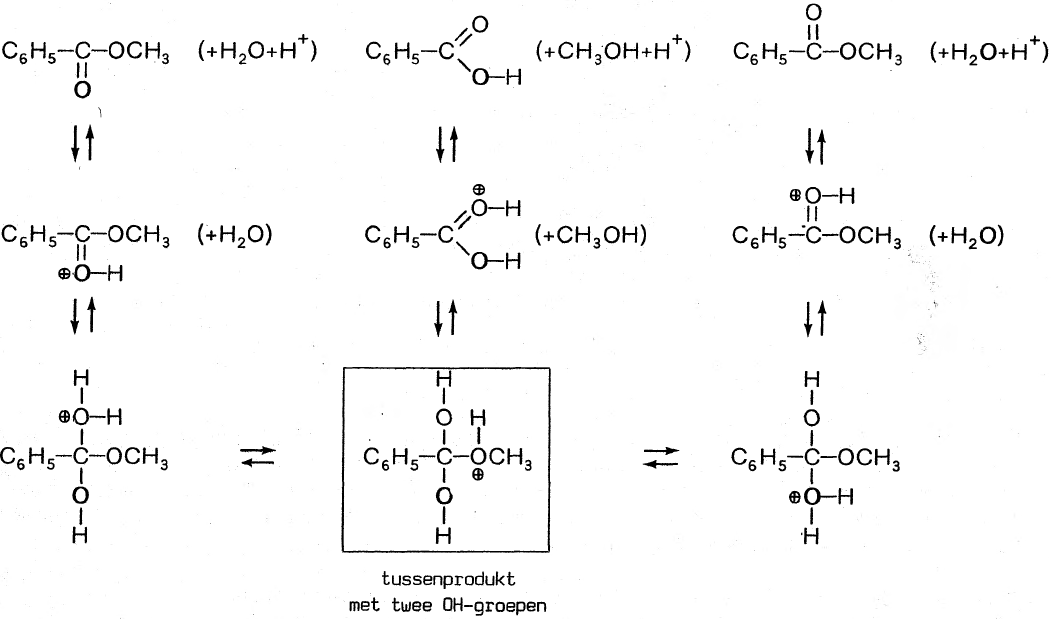 O
C₆H₅–C–OCH₃ (+H₂O+H⁺) C₆H₅–C O–H (+CH₃OH+H⁺) C₆H₅–C–OCH₃ (+H₂O+H⁺)
O O
⊕O–H
C₆H₅–C–OCH₃ (+H₂O) C₆H₅–C (+CH₃OH) C₆H₅–C–OCH₃ (+H₂O)
⊕O–H ⊕ O–H O–H
H H H
⊕O–H O H O
C₆H₅–C–OCH₃ C₆H₅–C–OCH₃ ⊕ C₆H₅–C–OCH₃
O O ⊕O–H
H H H
tussenprodukt
met twee OH-groepen